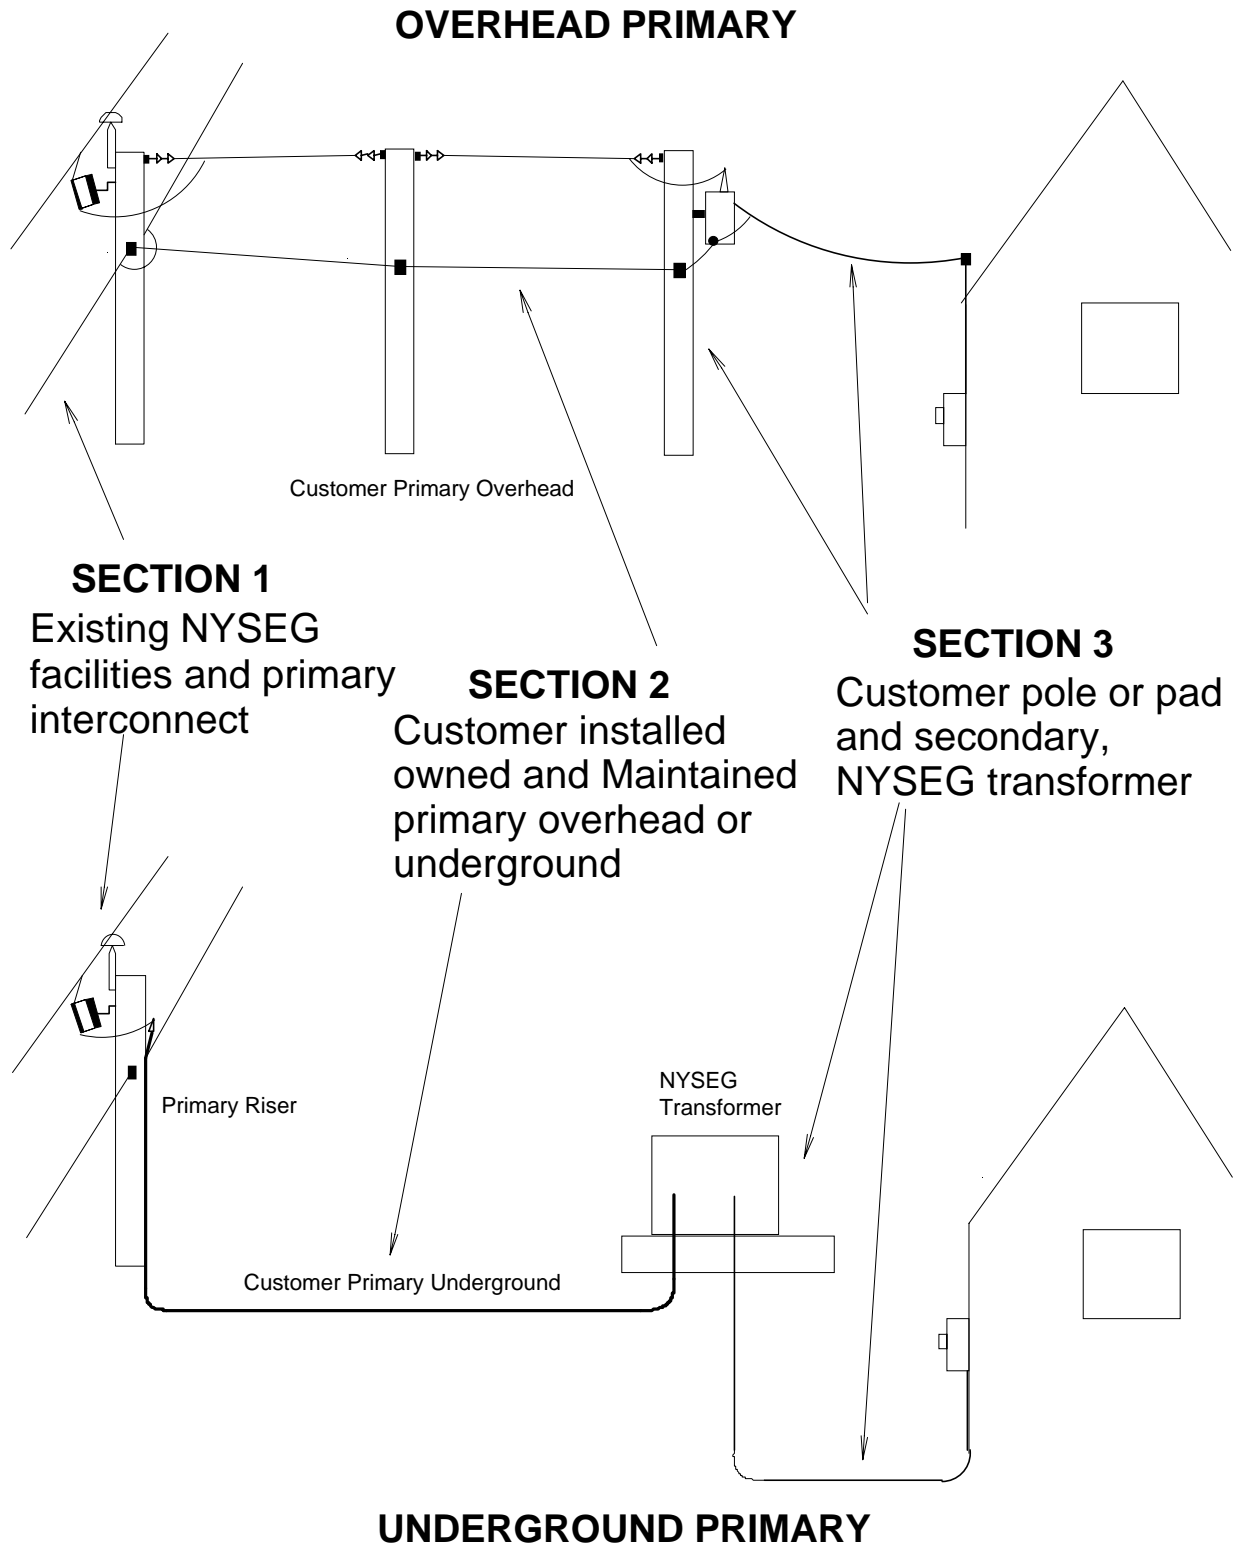 OVERHEAD PRIMARY
Customer Primary Overhead
SECTION 1
Existing NYSEG
facilities and primary
interconnect
SECTION 2
Customer installed
owned and Maintained
primary overhead or
underground
SECTION 3
Customer pole or pad
and secondary,
NYSEG transformer
Primary Riser
NYSEG
Transformer
Customer Primary Underground
UNDERGROUND PRIMARY